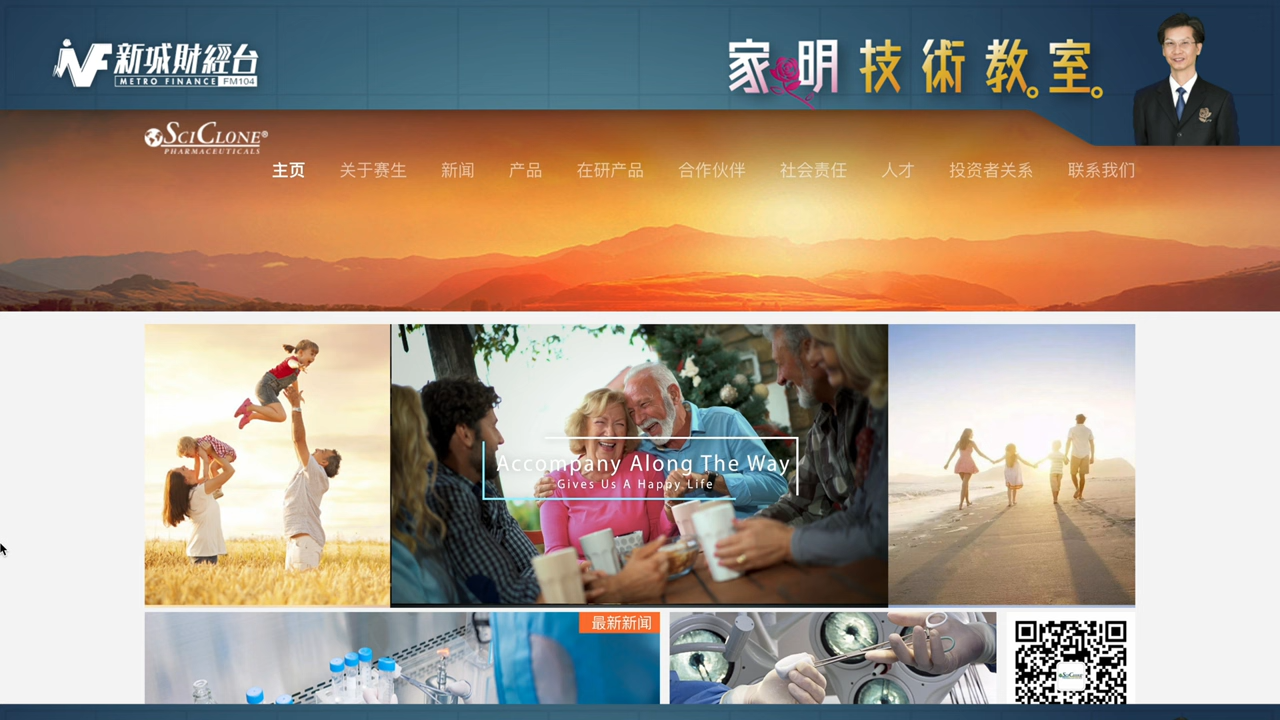 新城財經台
METRO FINANCE FM104
家明技術教室。
SCICLONE®
PHARMACEUTICALS
主页 关于赛生 新闻 产品 在研产品 合作伙伴 社会责任 人才 投资者关系 联系我们
Accompany Along The Way
Gives Us A Happy Life
最新新闻
SCICLONE